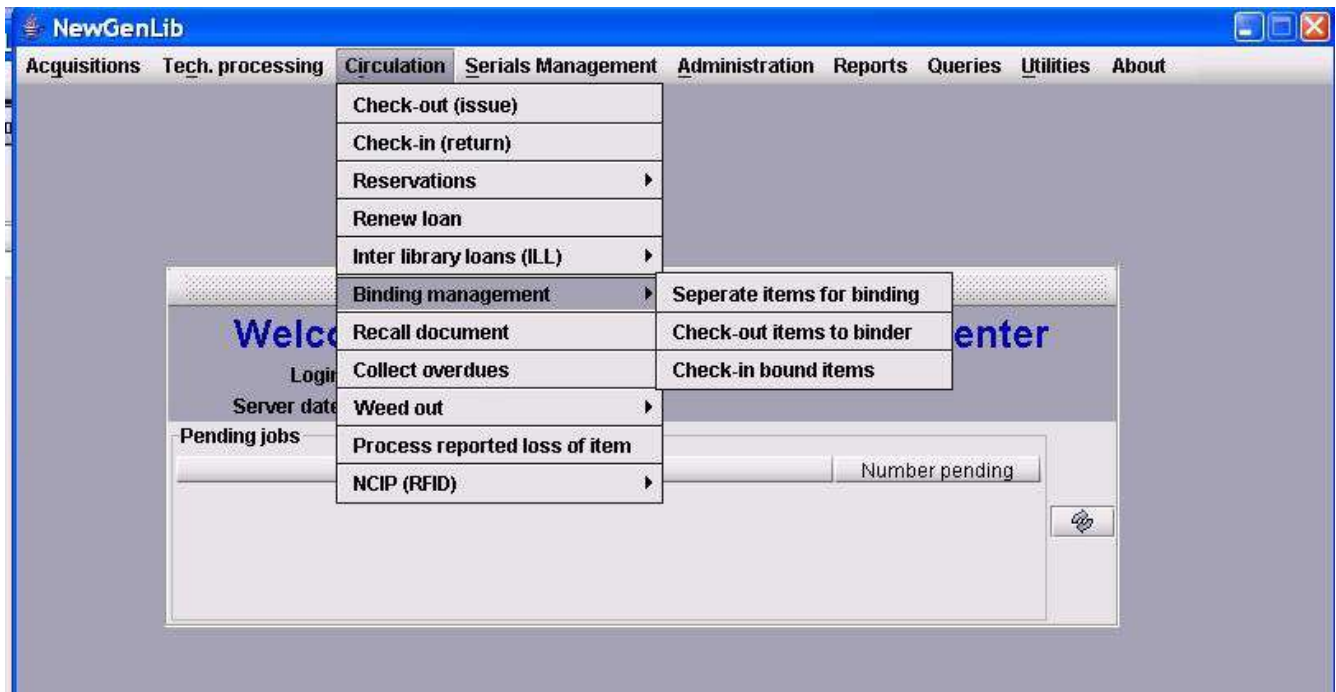 NewGenLib
Acquisitions Tech. processing Circulation Serials Management Administration Reports Queries Utilities About
Check-out (issue)
Check-in (return)
Reservations
Renew loan
Inter library loans (ILL)
Binding management
Seperate items for binding
Check-out items to binder
Check-in bound items
Recall document
Collect overdues
Weed out
Process reported loss of item
NCIP (RFID)
Server date
Pending jobs
Number pending